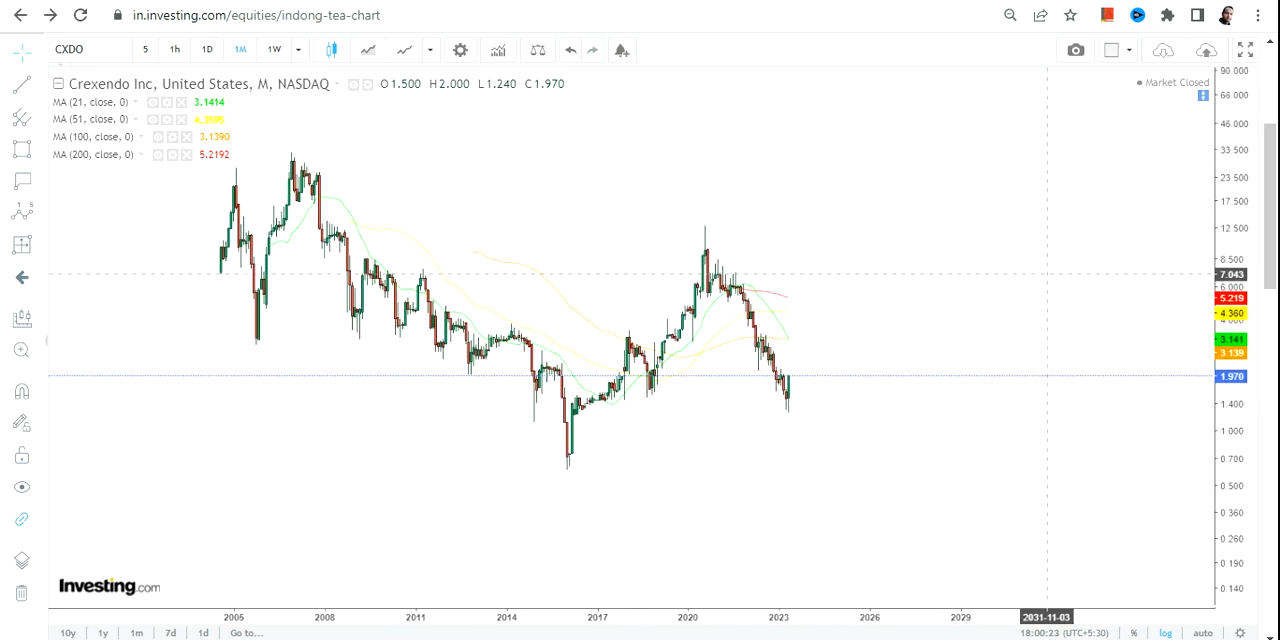 in.investing.com/equities/indong-tea-chart
CXDO 5 1h 1D 1M 1W
Crexendo Inc, United States, M, NASDAQ O1.500 H2.000 L1.240 C1.970
Market Closed
MA (21, close, 0) 3.1414
MA (51, close, 0)
MA (100, close, 0) 3.1390
MA (200, close, 0) 5.2192
90.000
66.000
46.000
33.500
23.500
17.500
12.500
8.500
7.043
6.000
5.219
4.360
3.141
3.139
1.970
1.400
1.000
0.700
0.500
0.360
0.260
0.190
0.140
Investing.com
2005 2008 2011 2014 2017 2020 2023 2026 2029 2031-11-03
10y 1y 1m 7d 1d Go to... 18:00:23 (UTC+5:30) % log auto